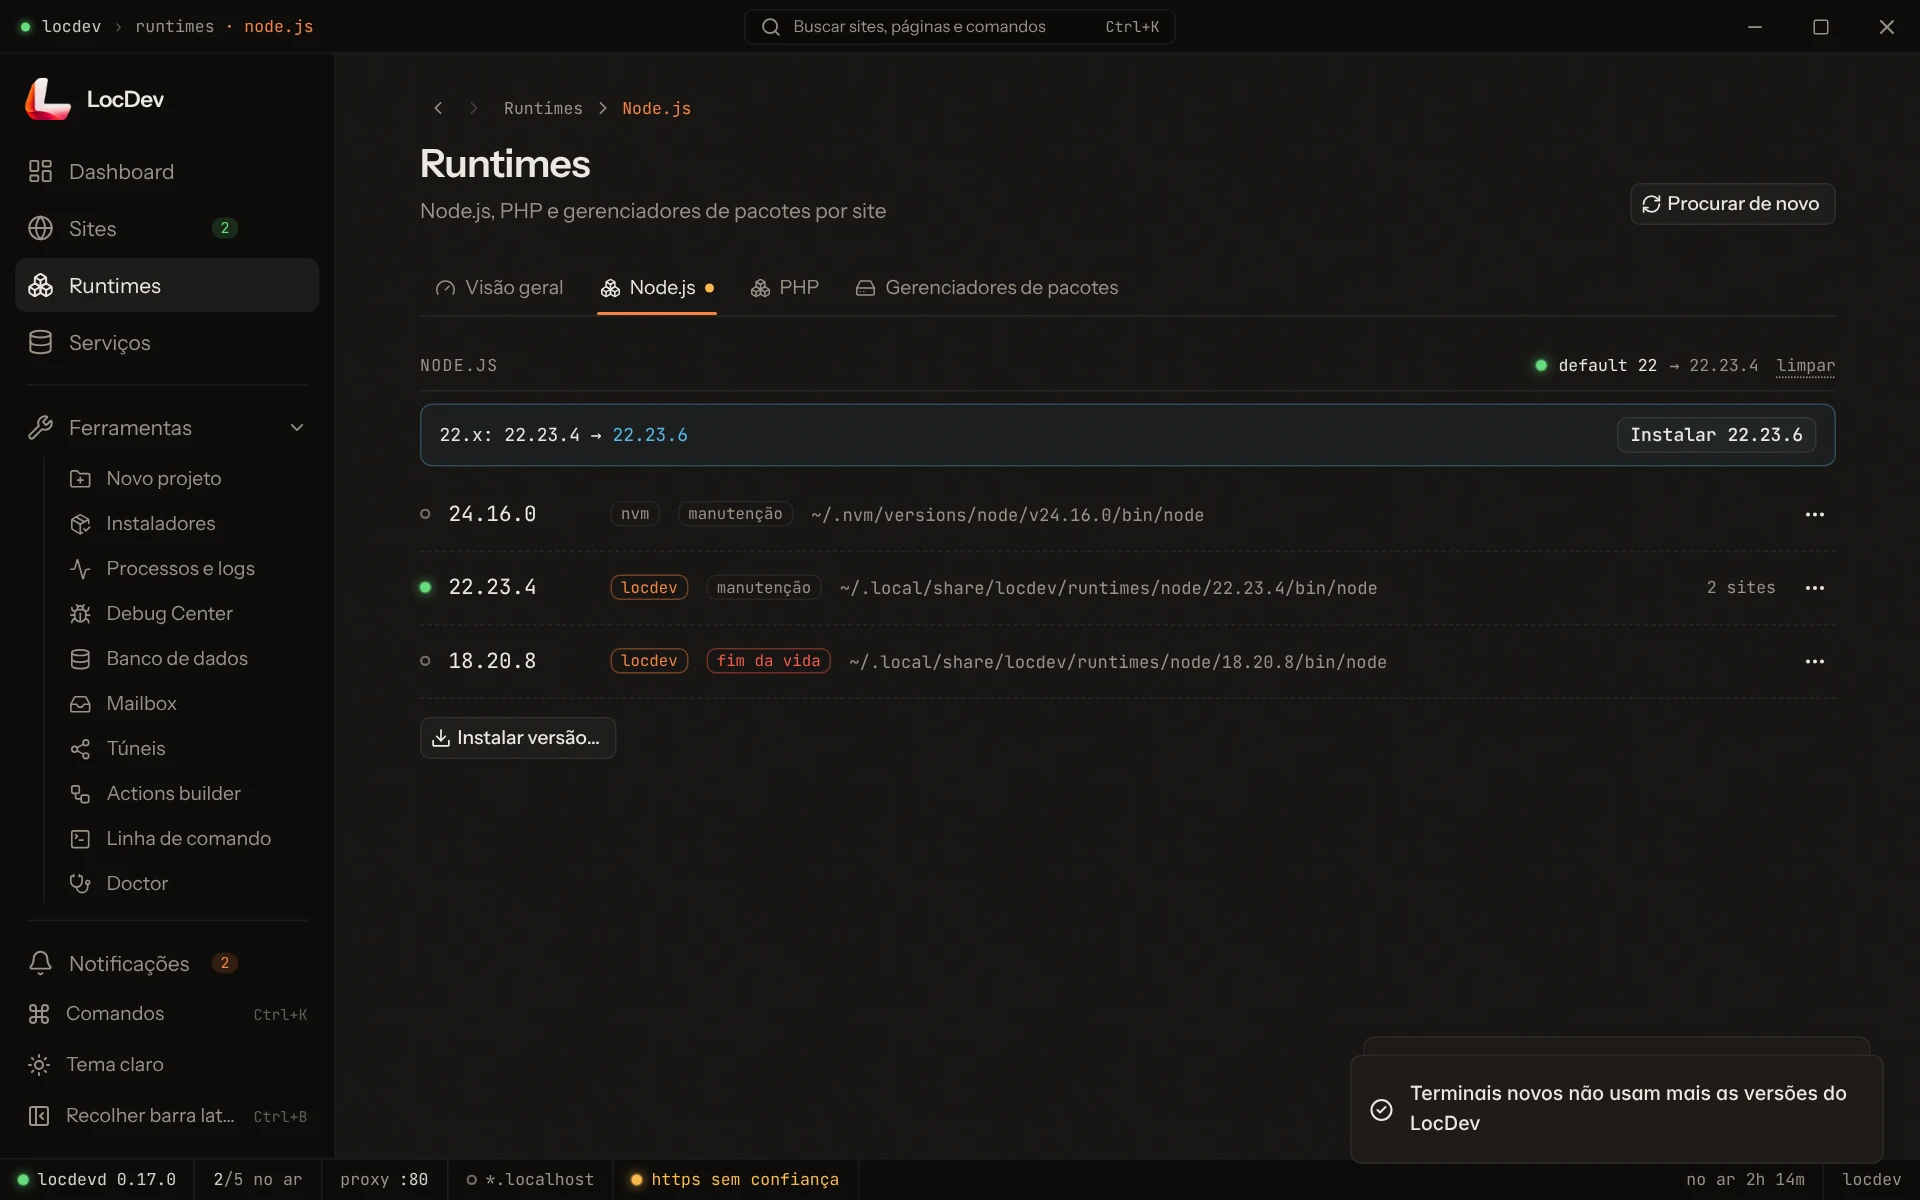 locdev › runtimes · node.js
Buscar sites, páginas e comandos Ctrl+K
LocDev
Dashboard
Sites 2
Runtimes
Serviços
Ferramentas
Novo projeto
Instaladores
Processos e logs
Debug Center
Banco de dados
Mailbox
Túneis
Actions builder
Linha de comando
Doctor
Notificações 2
Comandos Ctrl+K
Tema claro
Recolher barra lat... Ctrl+B
Runtimes > Node.js
Runtimes
Node.js, PHP e gerenciadores de pacotes por site
Procurar de novo
Visão geral Node.js PHP Gerenciadores de pacotes
NODE.JS default 22 → 22.23.4 limpar
22.x: 22.23.4 → 22.23.6 Instalar 22.23.6
24.16.0 nvm manutenção ~/.nvm/versions/node/v24.16.0/bin/node
22.23.4 locdev manutenção ~/.local/share/locdev/runtimes/node/22.23.4/bin/node 2 sites
18.20.8 locdev fim da vida ~/.local/share/locdev/runtimes/node/18.20.8/bin/node
Instalar versão...
Terminais novos não usam mais as versões do
LocDev
locdevd 0.17.0 2/5 no ar proxy :80 *.localhost https sem confiança no ar 2h 14m locdev